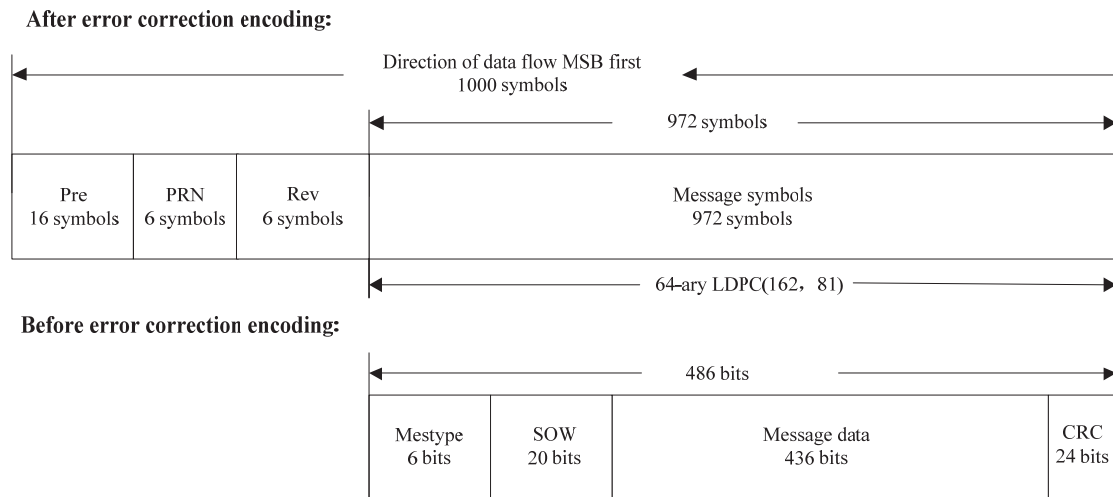 After error correction encoding:
Direction of data flow MSB first
1000 symbols
972 symbols
Pre
16 symbols
PRN
6 symbols
Rev
6 symbols
Message symbols
972 symbols
64-ary LDPC(162, 81)
Before error correction encoding:
486 bits
Mestype
6 bits
SOW
20 bits
Message data
436 bits
CRC
24 bits